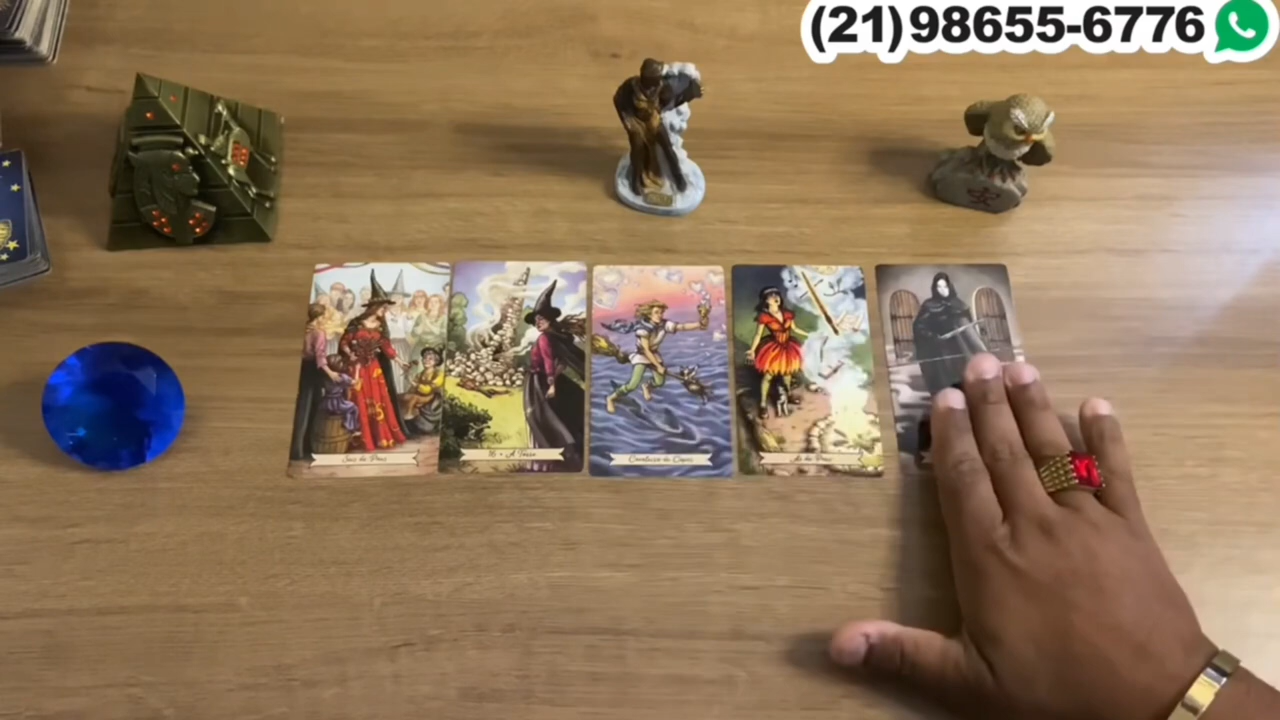 (21)98655-6776
Seis de Paus
16 • A Torre
Cavaleiro de Copas
Ás de Paus